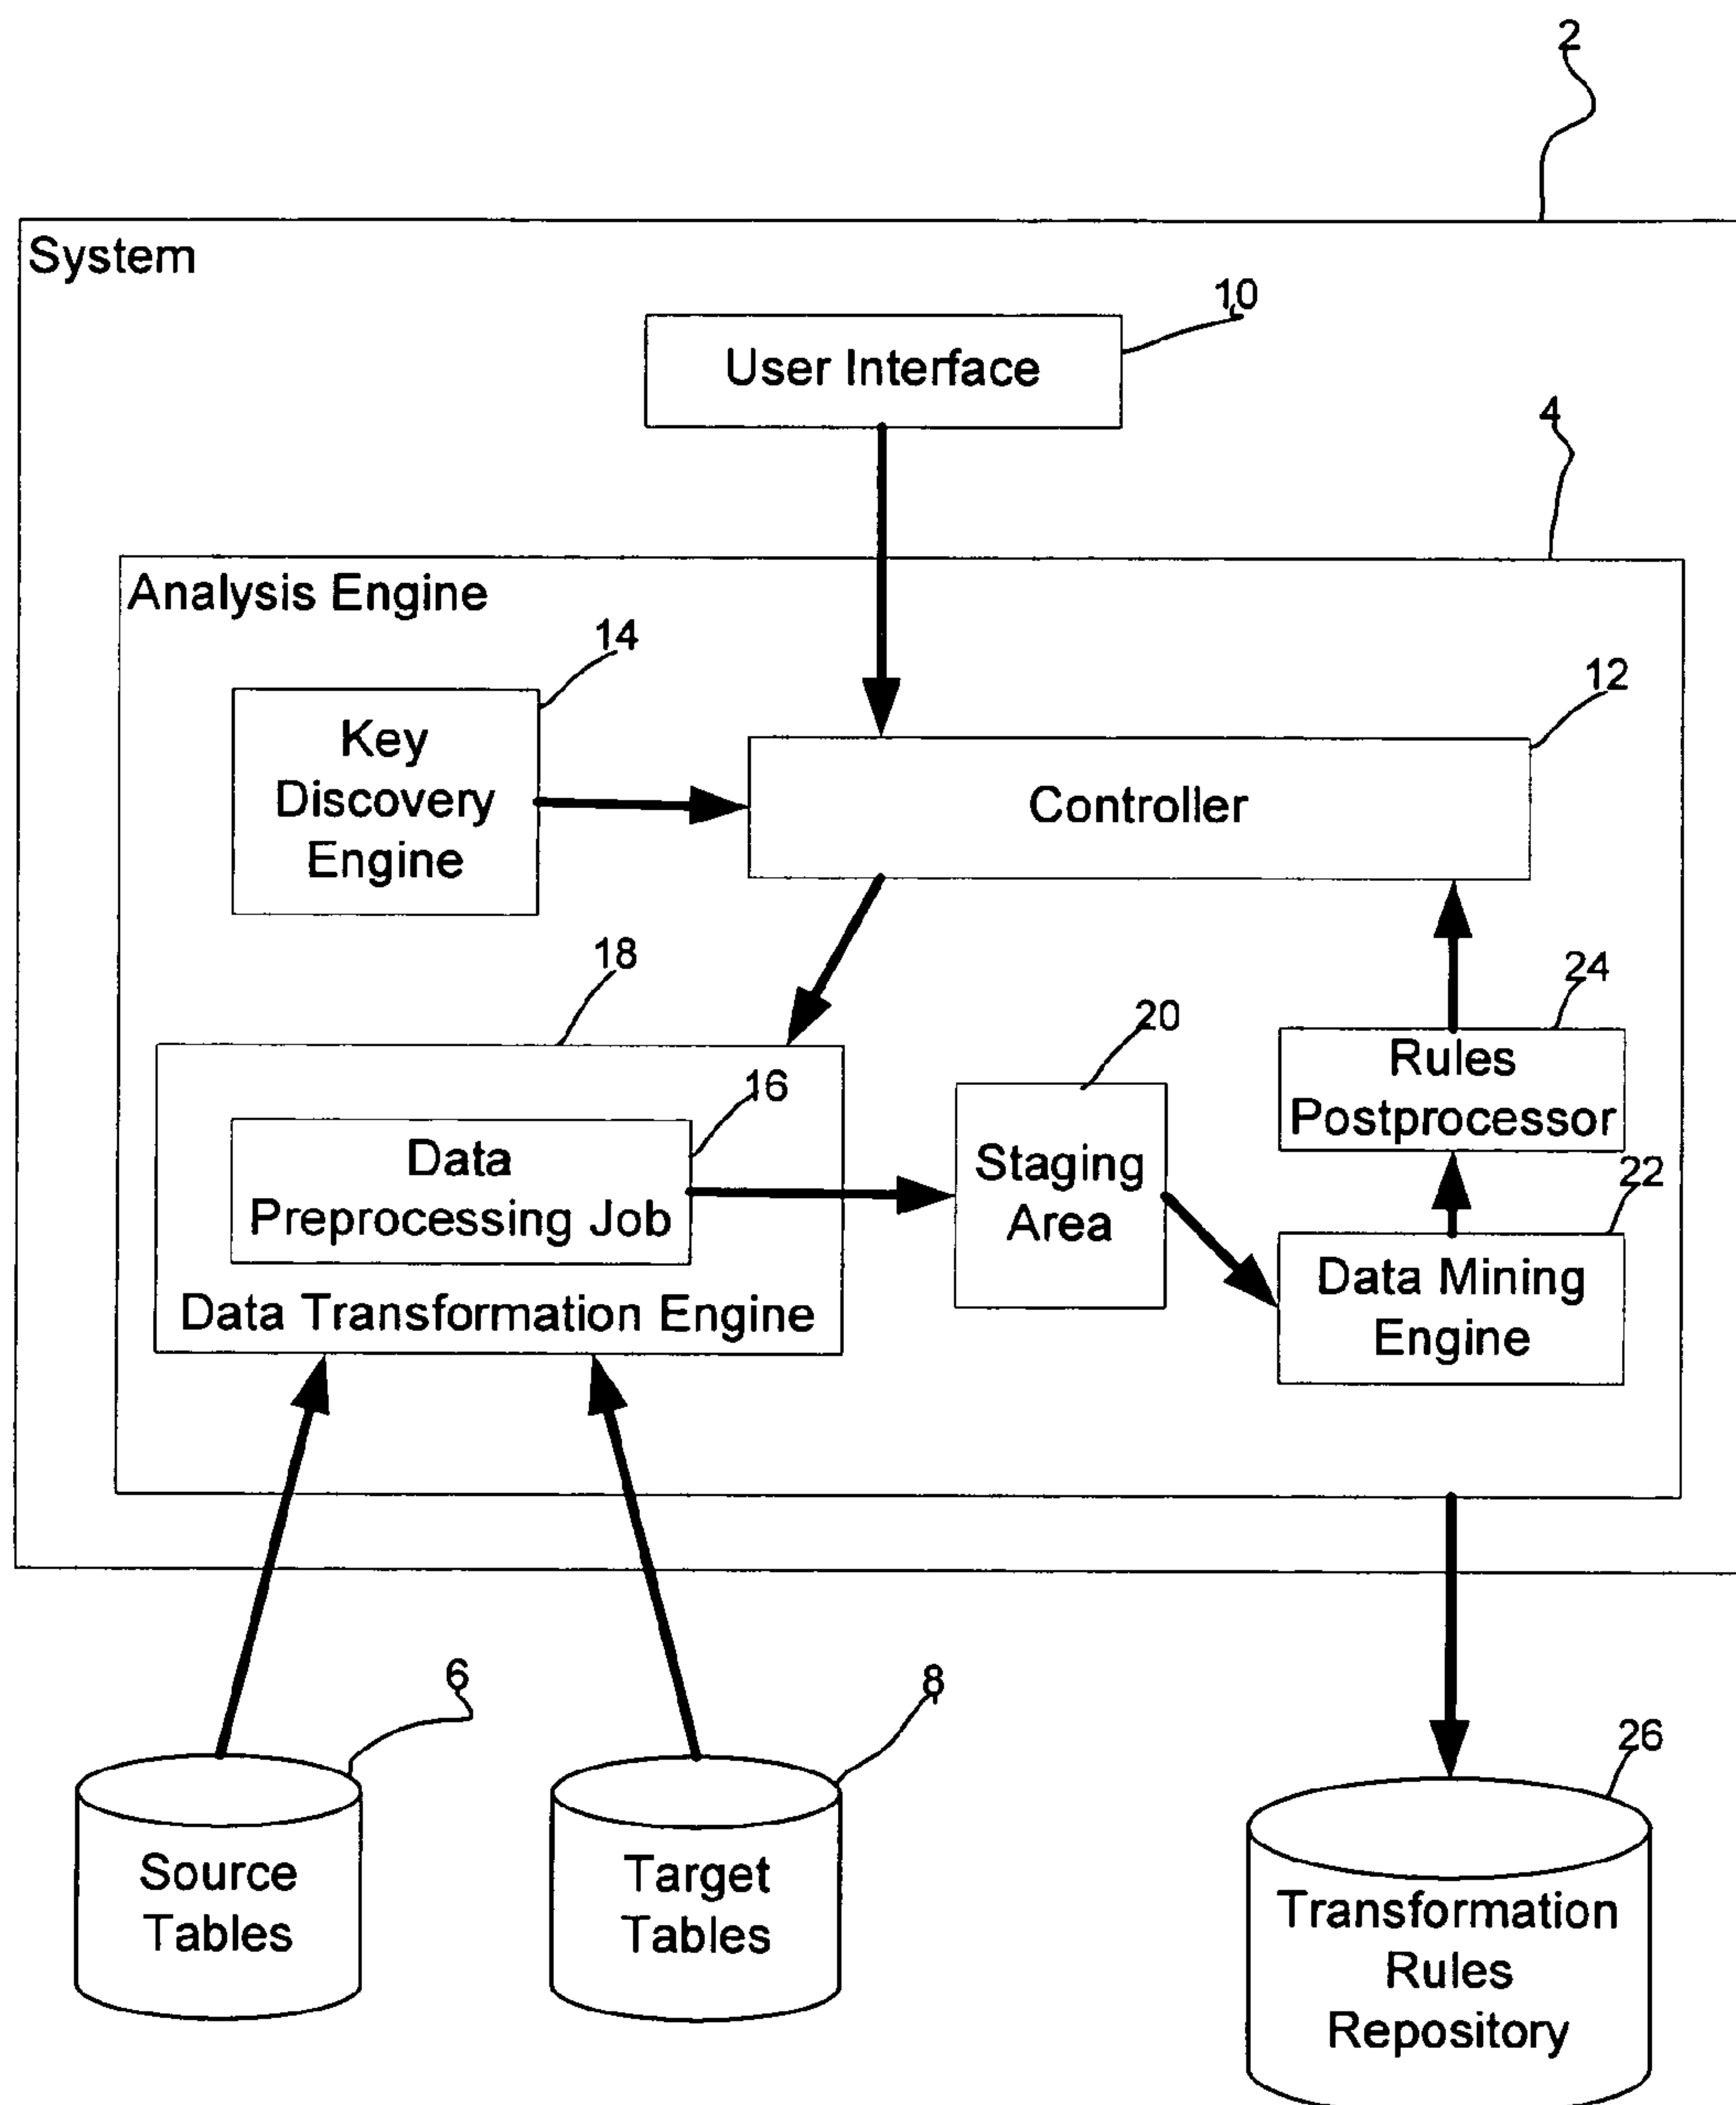 2
System
10
User Interface
4
Analysis Engine
14
Key
Discovery
Engine
12
Controller
18
16
Data
Preprocessing Job
Data Transformation Engine
20
Staging
Area
24
Rules
Postprocessor
22
Data Mining
Engine
6
Source
Tables
8
Target
Tables
26
Transformation
Rules
Repository